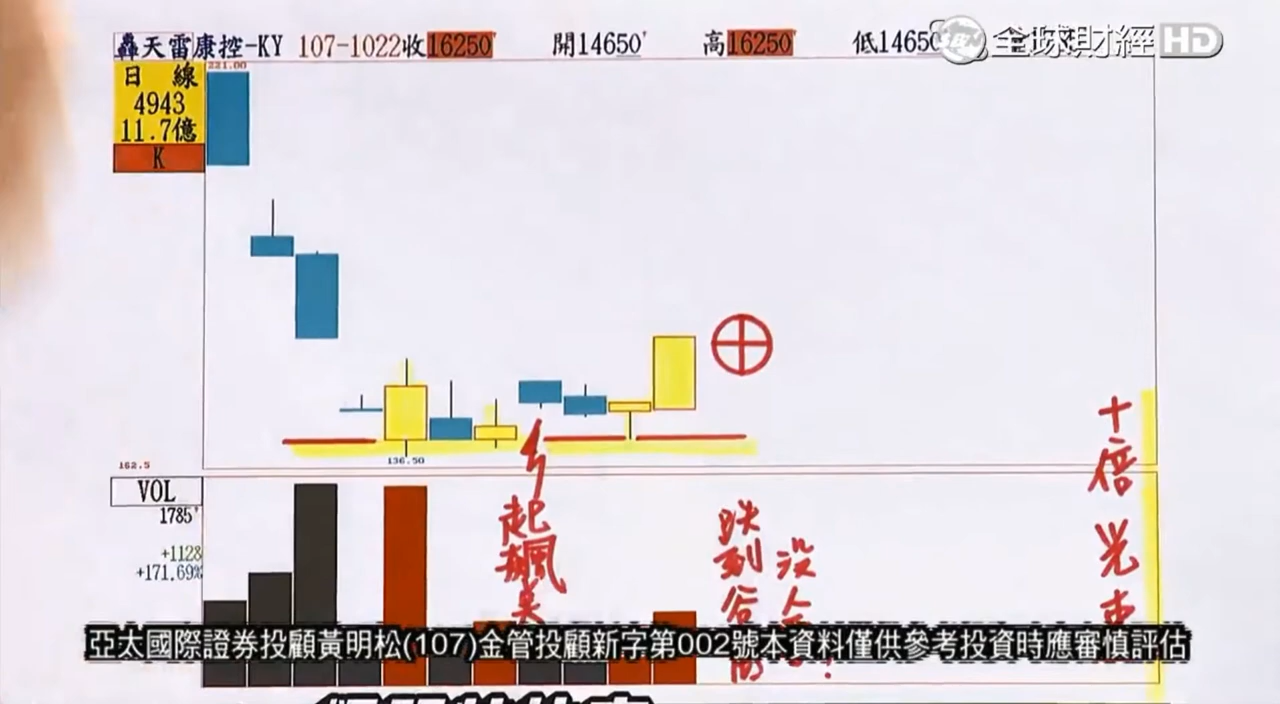 轟天雷康控-KY 107-1022收16250' 開14650' 高16250' 低14650
全球財經HD
日 線
4943
11.7億
K
221.00
136.50
162.5
VOL
1785'
+1128
+171.69%
起飆
跌到谷
沒人
十倍
光
亞太國際證券投顧黃明松(107)金管投顧新字第002號本資料僅供參考投資時應審慎評估